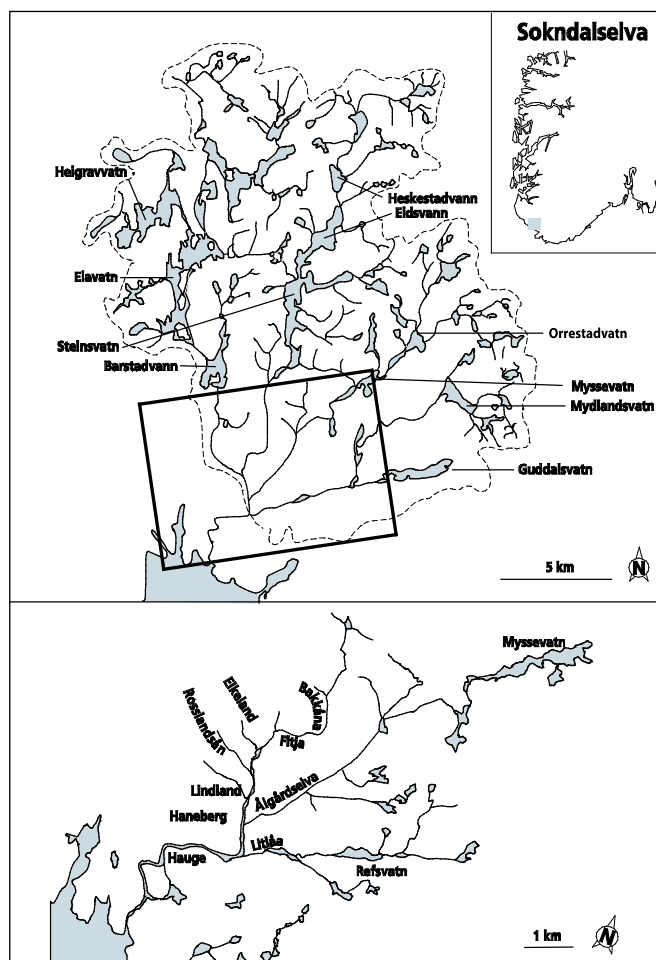 Sokndalselva
Helgravvatn
Heskestadvann
Eidsvann
Elavatn
Orrestadvatn
Steinsvatn
Barstadvann
Myssevatn
Mydlandsvatn
Guddalsvatn
5 km
N
Myssevatn
Eikeland
Bakkåna
Rosslandsån
Fitja
Lindland
Ålgårdselva
Haneberg
Litlåa
Hauge
Refsvatn
1 km
N